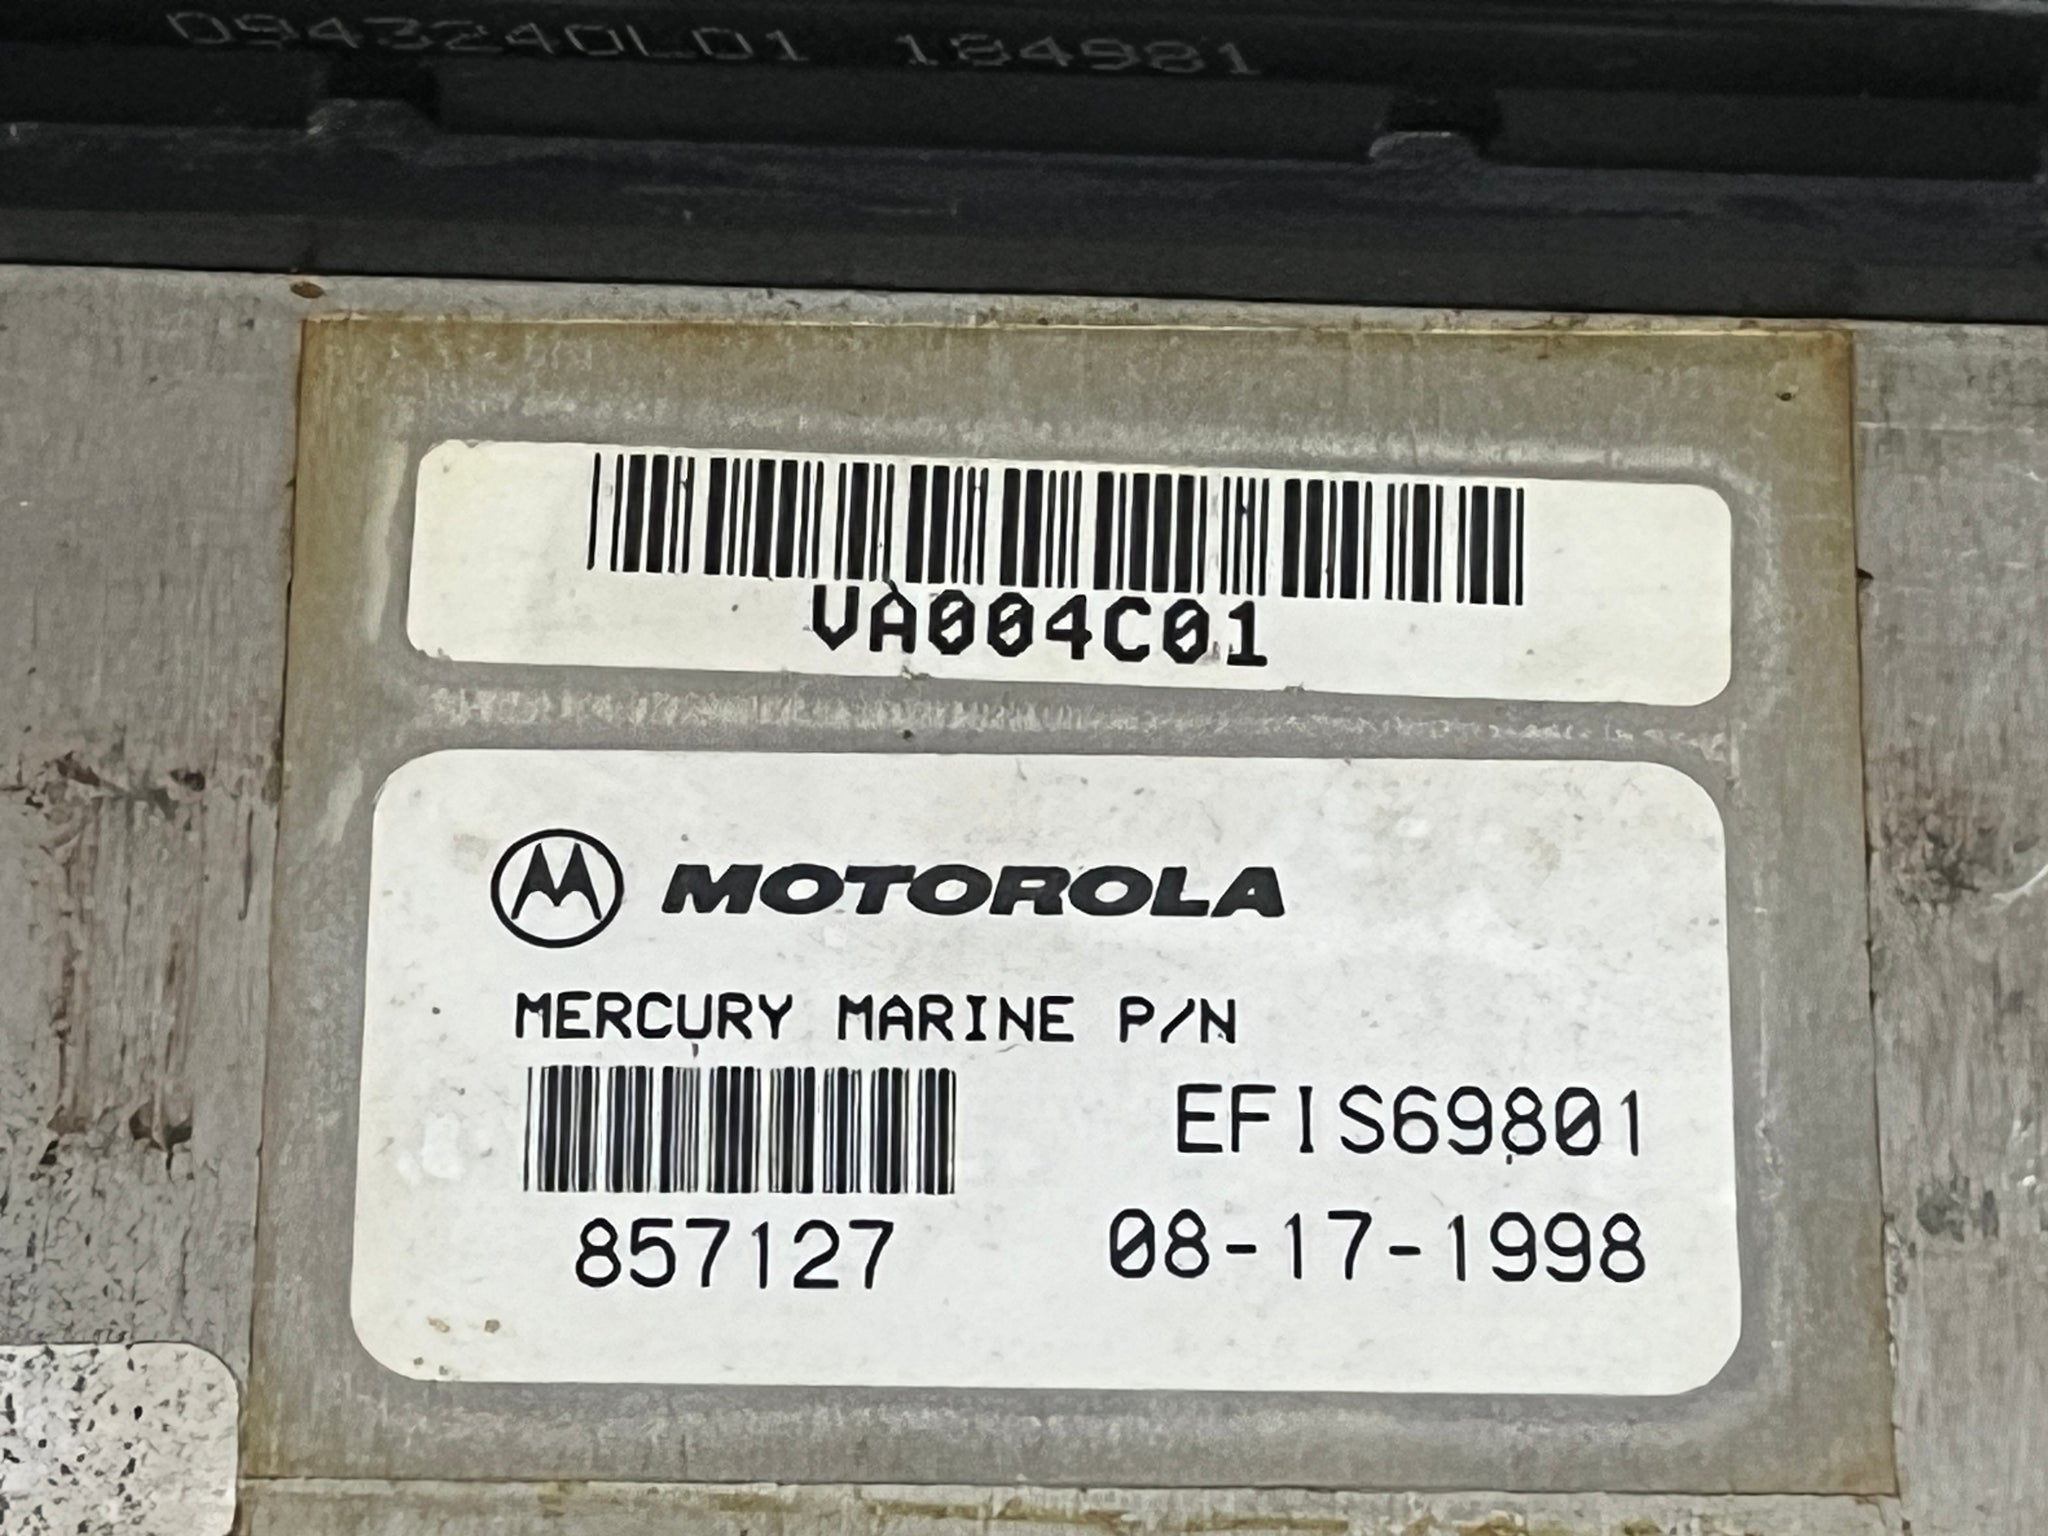 0943240L01 184981
VA004C01
MOTOROLA
MERCURY MARINE P/N
EFIS69801
857127 08-17-1998